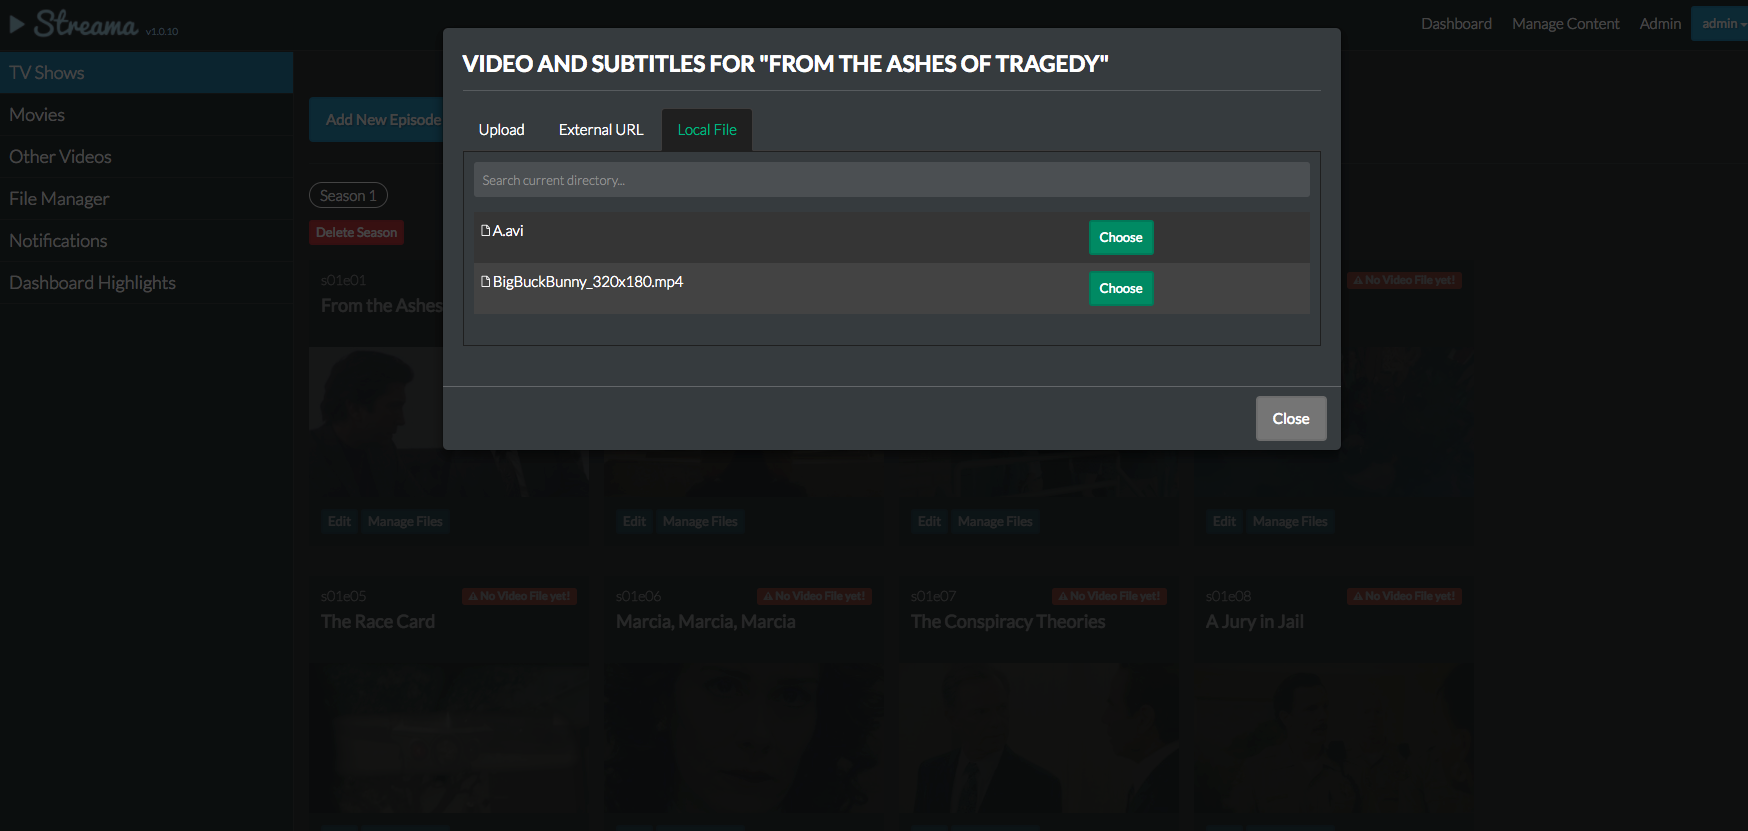 Streama v1.0.10
Dashboard Manage Content Admin admin
TV Shows
Movies
Other Videos
File Manager
Notifications
Dashboard Highlights
Add New Episode
Season 1
Delete Season
VIDEO AND SUBTITLES FOR "FROM THE ASHES OF TRAGEDY"
Upload External URL Local File
Search current directory...
A.avi Choose
BigBuckBunny_320x180.mp4 Choose
Close
s01e01
From the Ashes
No Video File yet!
Edit Manage Files
Edit Manage Files
Edit Manage Files
Edit Manage Files
s01e05 No Video File yet!
The Race Card
s01e06 No Video File yet!
Marcia, Marcia, Marcia
s01e07 No Video File yet!
The Conspiracy Theories
s01e08 No Video File yet!
A Jury in Jail